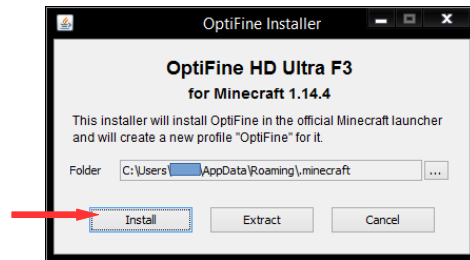 OptiFine Installer
OptiFine HD Ultra F3
for Minecraft 1.14.4
This installer will install OptiFine in the official Minecraft launcher
and will create a new profile "OptiFine" for it.
Folder C:\Users\ \AppData\Roaming\.minecraft ...
Install Extract Cancel